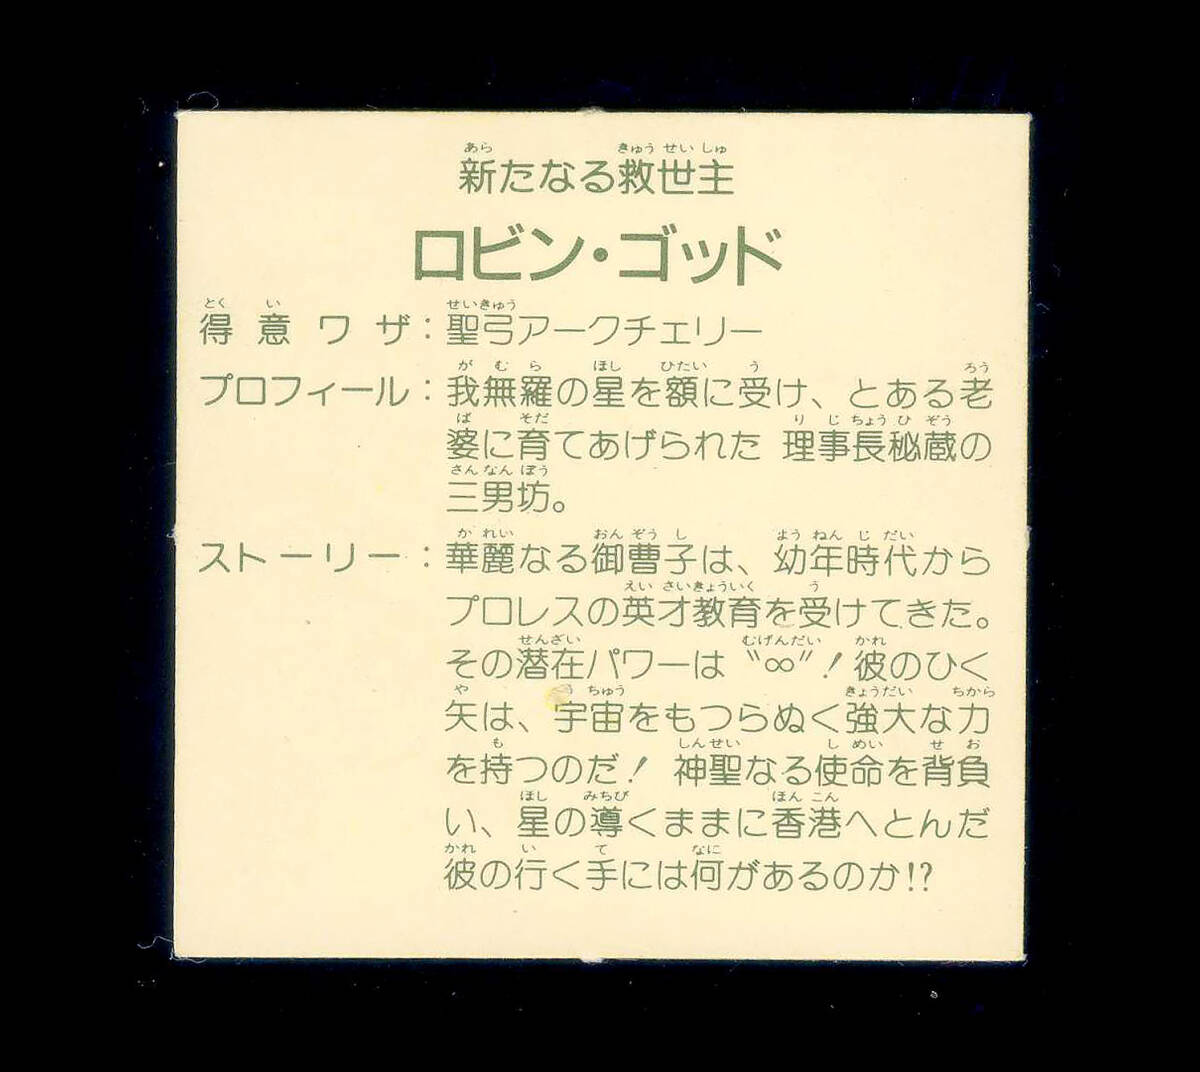 新たなる救世主
ロビン・ゴッド
得意ワザ：聖弓アークチェリー
プロフィール：我無羅の星を額に受け、とある老
婆に育てあげられた 理事長秘蔵の
三男坊。
ストーリー：華麗なる御曹子は、幼年時代から
プロレスの英才教育を受けてきた。
その潜在パワーは〝∞〟！彼のひく
矢は、宇宙をもつらぬく強大な力
を持つのだ！ 神聖なる使命を背負
い、星の導くままに香港へとんだ
彼の行く手には何があるのか!?